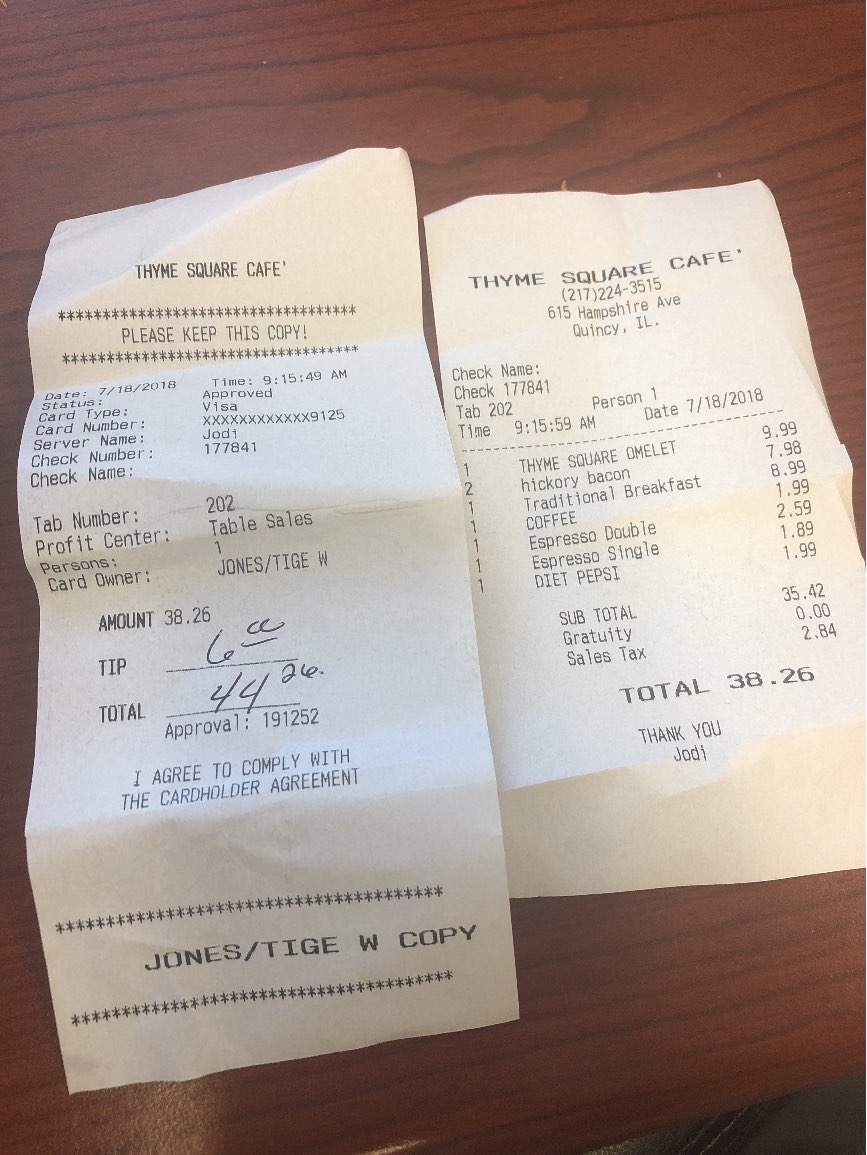 THYME SQUARE CAFE'
**********************************
PLEASE KEEP THIS COPY!
**********************************
Date: 7/18/2018 Time: 9:15:49 AM
Status: Approved
Card Type: Visa
Card Number: XXXXXXXXXXXX9125
Server Name: Jodi
Check Number: 177841
Check Name:
Tab Number: 202
Profit Center: Table Sales
Persons: 1
Card Owner: JONES/TIGE W
AMOUNT 38.26
TIP 6 00
TOTAL 44 26.
Approval: 191252
I AGREE TO COMPLY WITH
THE CARDHOLDER AGREEMENT
***************************************
JONES/TIGE W COPY
***************************************
THYME SQUARE CAFE'
(217)224-3515
615 Hampshire Ave
Quincy, IL.
Check Name:
Check 177841
Tab 202 Person 1
Time 9:15:59 AM Date 7/18/2018
----------------------------------------
1 THYME SQUARE OMELET 9.99
2 hickory bacon 7.98
1 Traditional Breakfast 8.99
1 COFFEE 1.99
1 Espresso Double 2.59
1 Espresso Single 1.89
1 DIET PEPSI 1.99
SUB TOTAL 35.42
Gratuity 0.00
Sales Tax 2.84
TOTAL 38.26
THANK YOU
Jodi